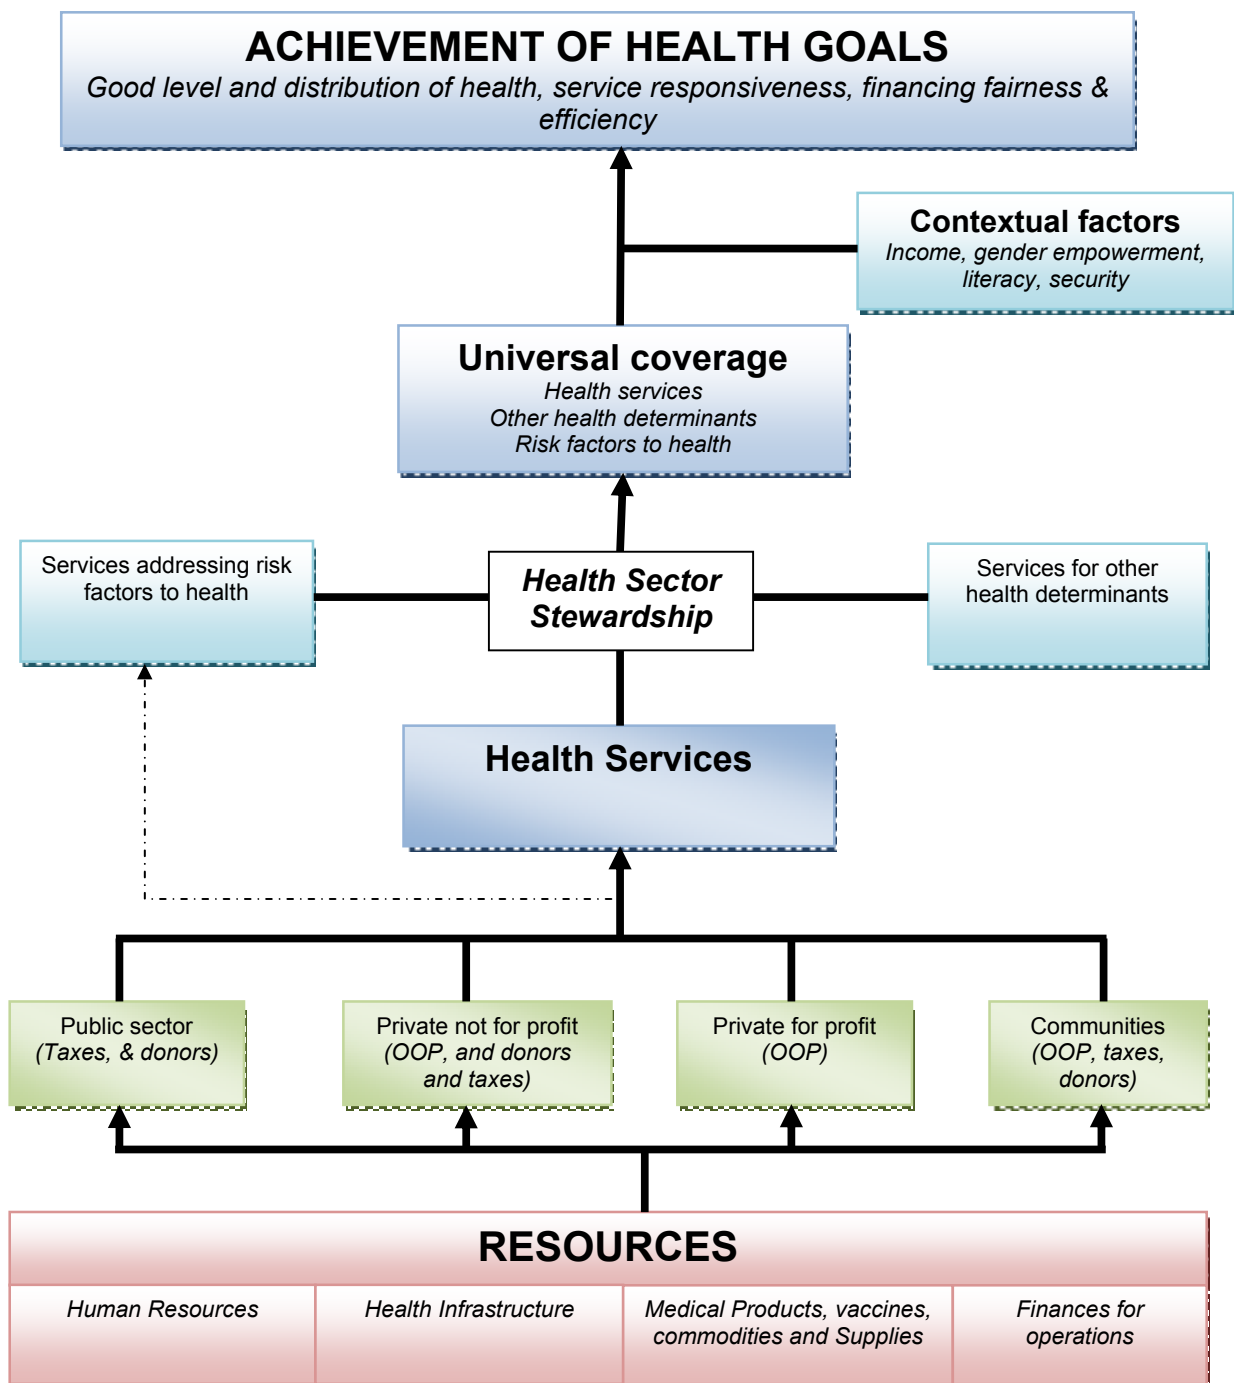 ACHIEVEMENT OF HEALTH GOALS
Good level and distribution of health, service responsiveness, financing fairness &
efficiency
Contextual factors
Income, gender empowerment,
literacy, security
Universal coverage
Health services
Other health determinants
Risk factors to health
Services addressing risk
factors to health
Health Sector
Stewardship
Services for other
health determinants
Health Services
Public sector
(Taxes, & donors)
Private not for profit
(OOP, and donors
and taxes)
Private for profit
(OOP)
Communities
(OOP, taxes,
donors)
RESOURCES
Human Resources
Health Infrastructure
Medical Products, vaccines,
commodities and Supplies
Finances for
operations